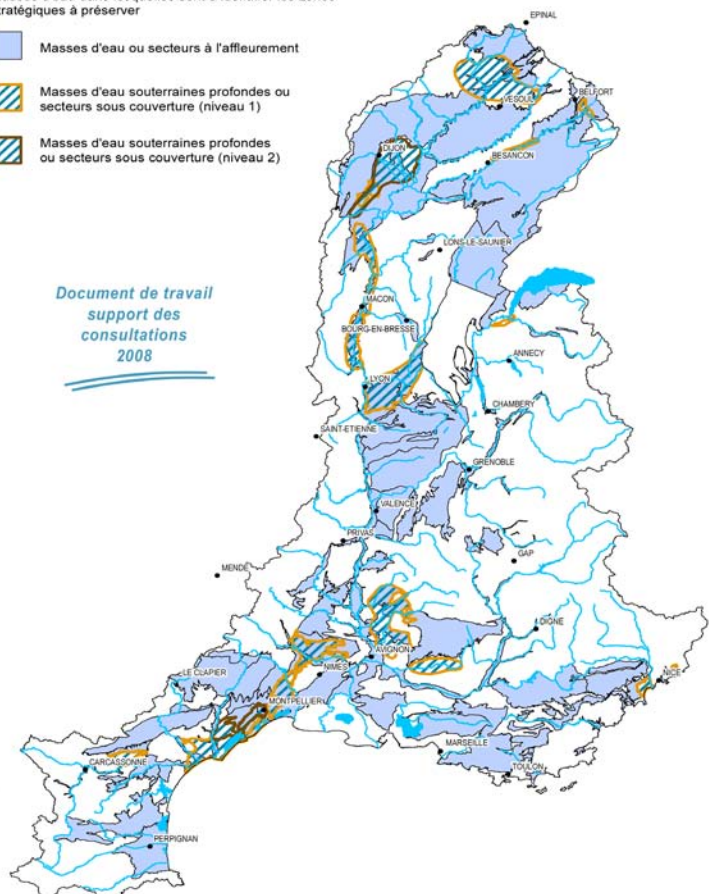 tratégiques à préserver
Masses d'eau ou secteurs à l'affleurement
Masses d'eau souterraines profondes ou
secteurs sous couverture (niveau 1)
Masses d'eau souterraines profondes
ou secteurs sous couverture (niveau 2)
Document de travail
support des
consultations
2008
EPINAL
VESOUL
BELFORT
DIJON
BESANCON
LONS-LE-SAUNIER
MACON
BOURG-EN-BRESSE
ANNECY
LYON
CHAMBERY
SAINT-ETIENNE
GRENOBLE
VALENCE
PRIVAS
GAP
MENDE
DIGNE
AVIGNON
LE CLAPIER
NIMES
NICE
MONTPELLIER
MARSEILLE
CARCASSONNE
TOULON
PERPIGNAN